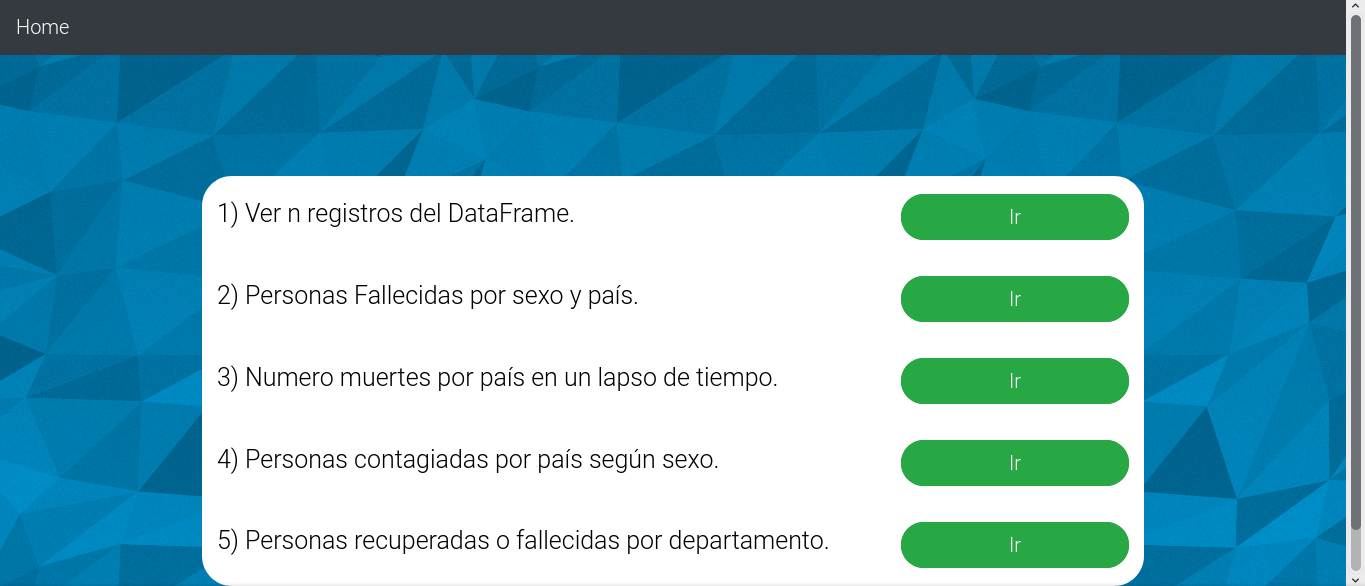 Home
1) Ver n registros del DataFrame.
Ir
2) Personas Fallecidas por sexo y país.
Ir
3) Numero muertes por país en un lapso de tiempo.
Ir
4) Personas contagiadas por país según sexo.
Ir
5) Personas recuperadas o fallecidas por departamento.
Ir